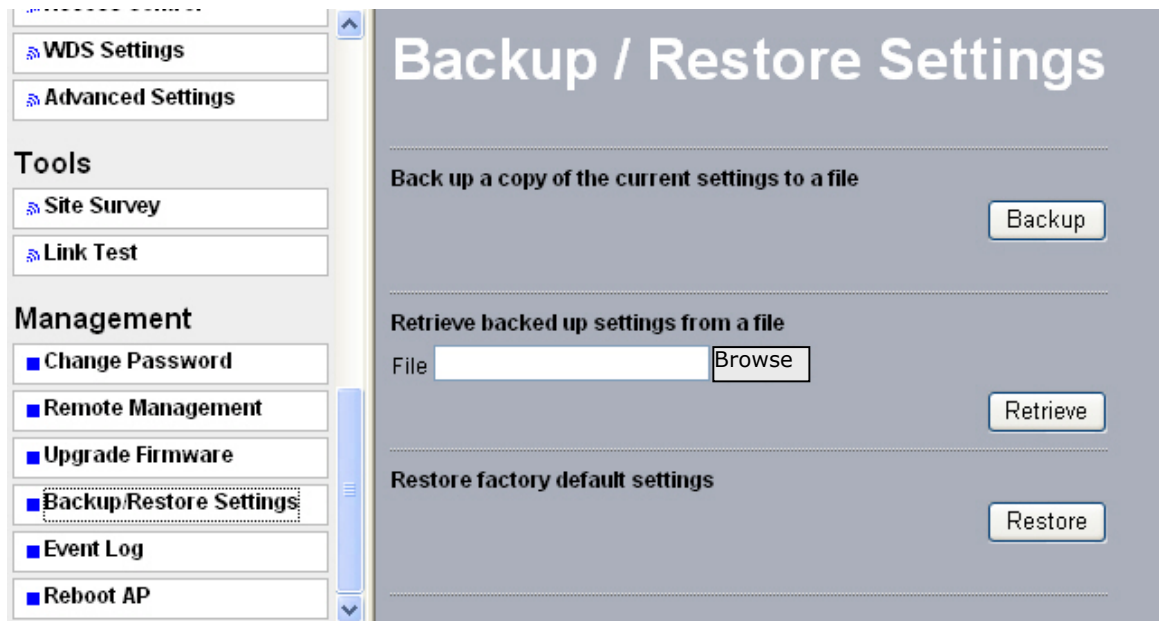 WDS Settings
Advanced Settings
Tools
Site Survey
Link Test
Management
Change Password
Remote Management
Upgrade Firmware
Backup/Restore Settings
Event Log
Reboot AP
Backup / Restore Settings
Back up a copy of the current settings to a file
Backup
Retrieve backed up settings from a file
File
Browse
Retrieve
Restore factory default settings
Restore